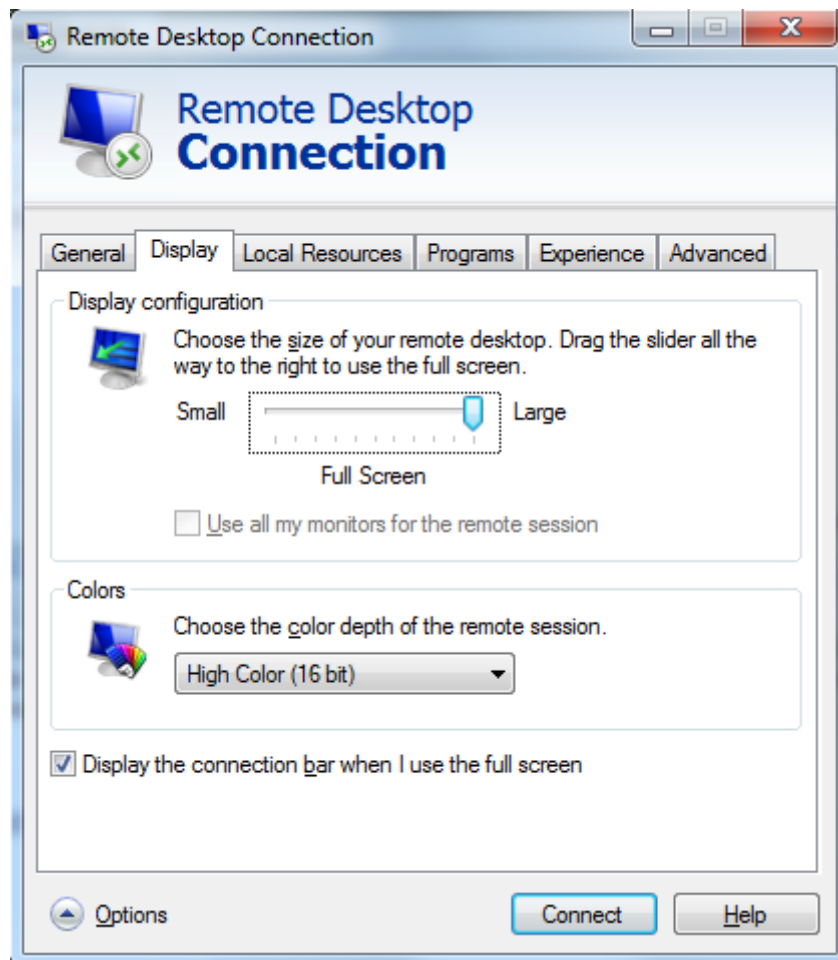 Remote Desktop Connection
Remote Desktop
Connection
General Display Local Resources Programs Experience Advanced
Display configuration
Choose the size of your remote desktop. Drag the slider all the
way to the right to use the full screen.
Small Large
Full Screen
Use all my monitors for the remote session
Colors
Choose the color depth of the remote session.
High Color (16 bit)
Display the connection bar when I use the full screen
Options Connect Help